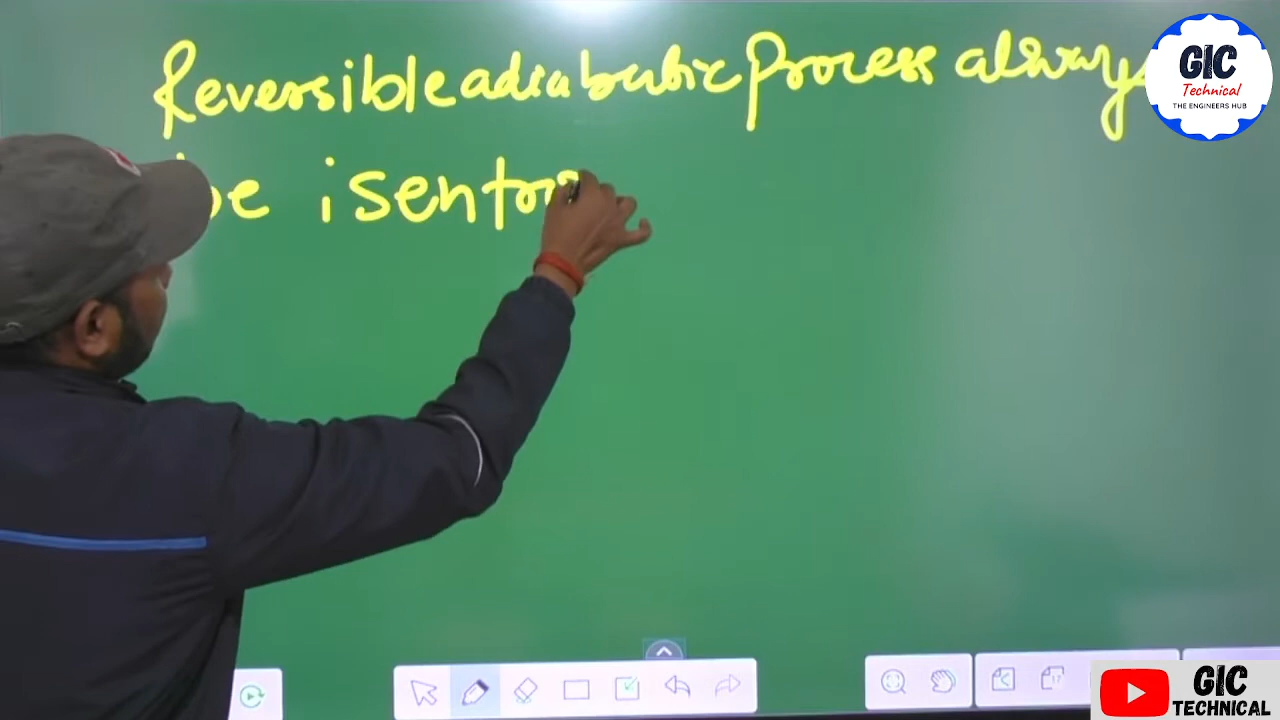 Reversible adiabatic process always
be isentro
GIC
Technical
THE ENGINEERS HUB
GIC
TECHNICAL